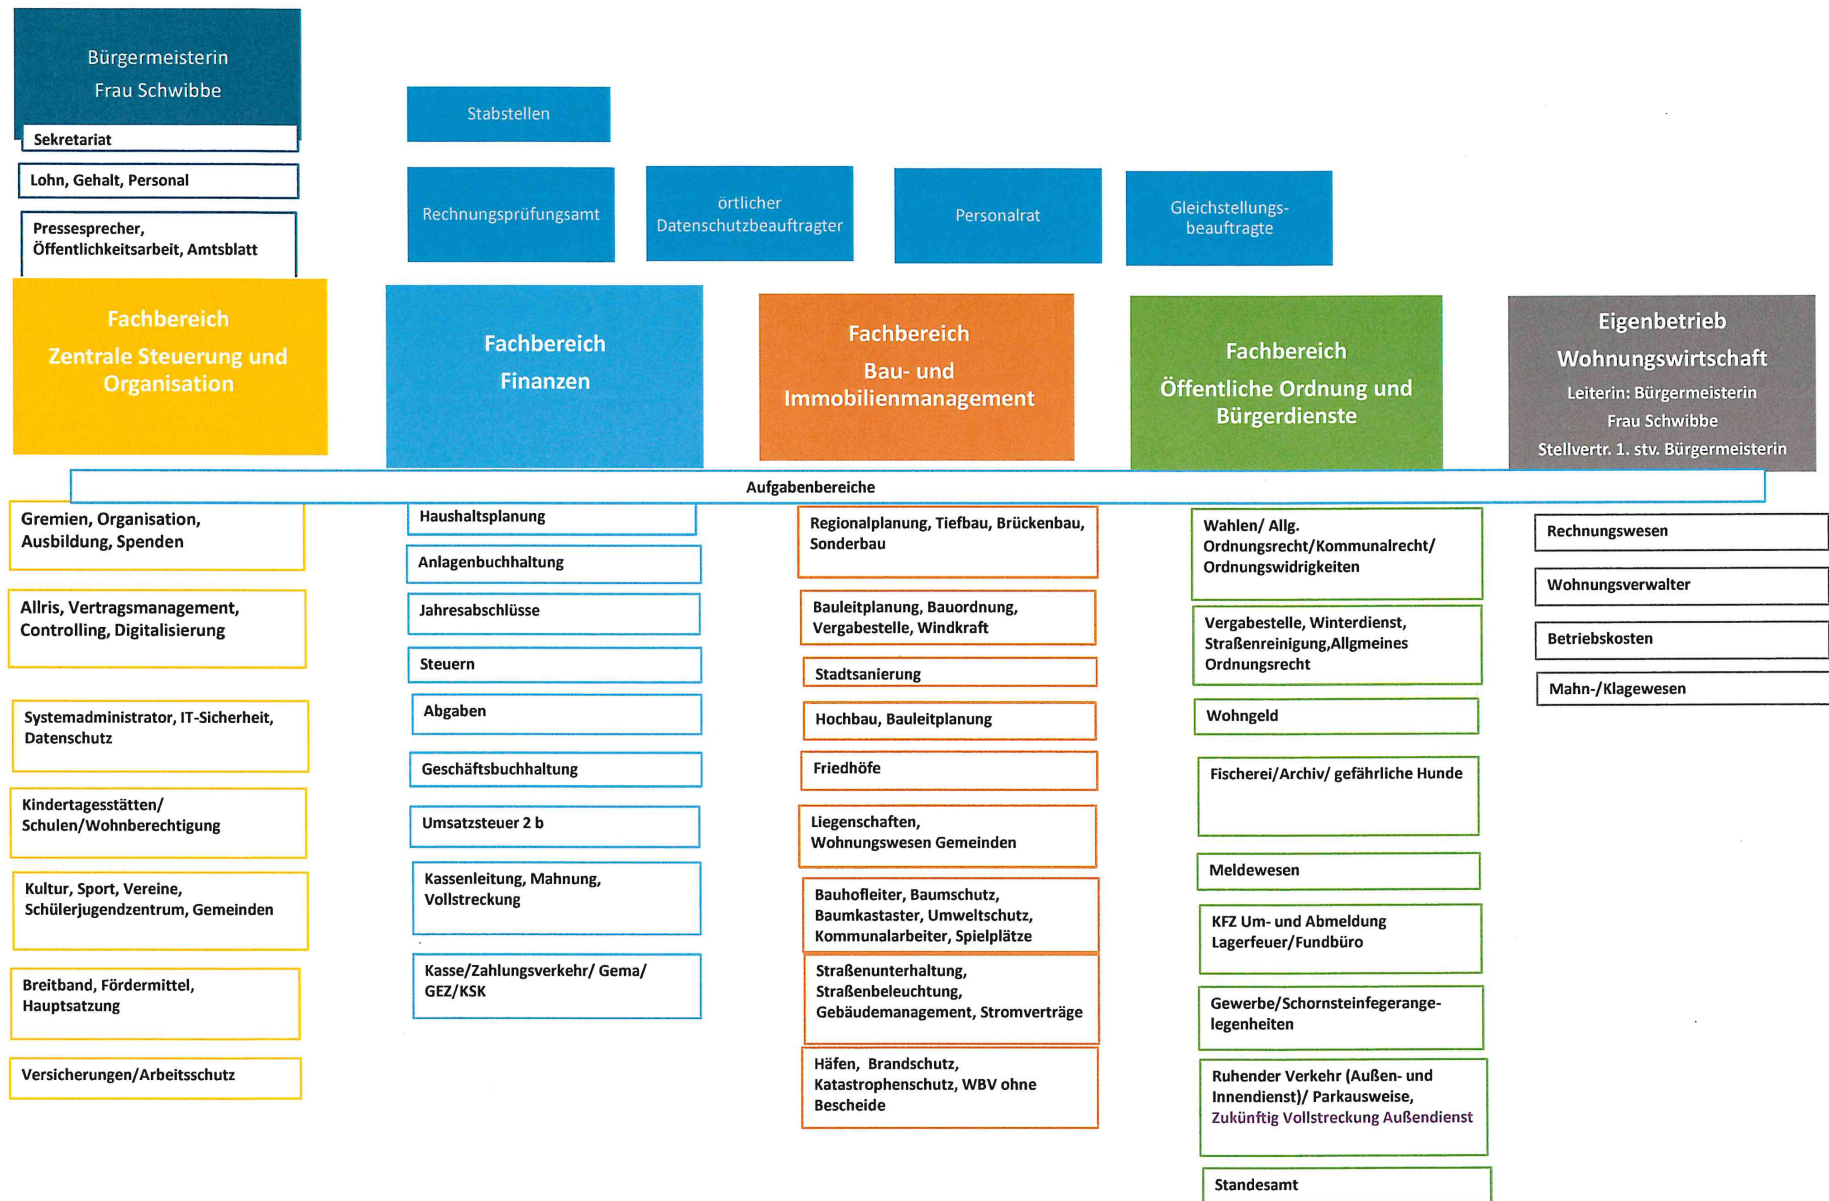 Bürgermeisterin
Frau Schwibbe
Sekretariat
Lohn, Gehalt, Personal
Pressesprecher,
Öffentlichkeitsarbeit, Amtsblatt
Stabstellen
Rechnungsprüfungsamt
örtlicher
Datenschutzbeauftragter
Personalrat
Gleichstellungs-
beauftragte
Fachbereich
Zentrale Steuerung und
Organisation
Fachbereich
Finanzen
Fachbereich
Bau- und
Immobilienmanagement
Fachbereich
Öffentliche Ordnung und
Bürgerdienste
Eigenbetrieb
Wohnungswirtschaft
Leiterin: Bürgermeisterin
Frau Schwibbe
Stellvertr. 1. stv. Bürgermeisterin
Aufgabenbereiche
Gremien, Organisation,
Ausbildung, Spenden
Allris, Vertragsmanagement,
Controlling, Digitalisierung
Systemadministrator, IT-Sicherheit,
Datenschutz
Kindertagesstätten/
Schulen/Wohnberechtigung
Kultur, Sport, Vereine,
Schülerjugendzentrum, Gemeinden
Breitband, Fördermittel,
Hauptsatzung
Versicherungen/Arbeitsschutz
Haushaltsplanung
Anlagenbuchhaltung
Jahresabschlüsse
Steuern
Abgaben
Geschäftsbuchhaltung
Umsatzsteuer 2 b
Kassenleitung, Mahnung,
Vollstreckung
Kasse/Zahlungsverkehr/ Gema/
GEZ/KSK
Regionalplanung, Tiefbau, Brückenbau,
Sonderbau
Bauleitplanung, Bauordnung,
Vergabestelle, Windkraft
Stadtsanierung
Hochbau, Bauleitplanung
Friedhöfe
Liegenschaften,
Wohnungswesen Gemeinden
Bauhofleiter, Baumschutz,
Baumkastaster, Umweltschutz,
Kommunalarbeiter, Spielplätze
Straßenunterhaltung,
Straßenbeleuchtung,
Gebäudemanagement, Stromverträge
Häfen, Brandschutz,
Katastrophenschutz, WBV ohne
Bescheide
Wahlen/ Allg.
Ordnungsrecht/Kommunalrecht/
Ordnungswidrigkeiten
Vergabestelle, Winterdienst,
Straßenreinigung,Allgmeines
Ordnungsrecht
Wohngeld
Fischerei/Archiv/ gefährliche Hunde
Meldewesen
KFZ Um- und Abmeldung
Lagerfeuer/Fundbüro
Gewerbe/Schornsteinfegerange-
legenheiten
Ruhender Verkehr (Außen- und
Innendienst)/ Parkausweise,
Zukünftig Vollstreckung Außendienst
Standesamt
Rechnungswesen
Wohnungsverwalter
Betriebskosten
Mahn-/Klagewesen